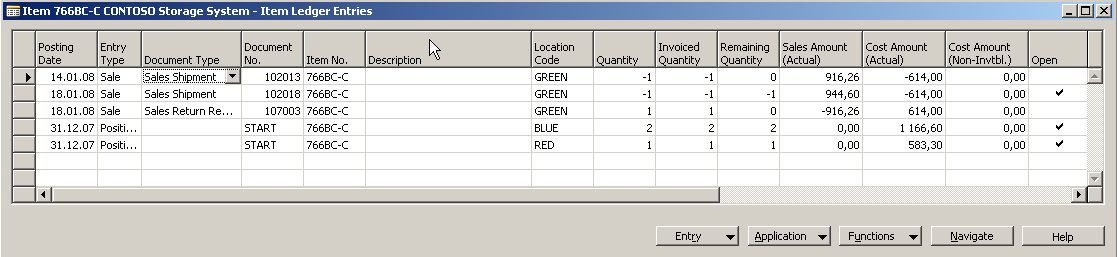 Item 766BC-C CONTOSO Storage System - Item Ledger Entries
Posting Date Entry Type Document Type Document No. Item No. Description Location Code Quantity Invoiced Quantity Remaining Quantity Sales Amount (Actual) Cost Amount (Actual) Cost Amount (Non-Invtbl.) Open
14.01.08 Sale Sales Shipment 102013 766BC-C GREEN -1 -1 0 916,26 -614,00 0,00
18.01.08 Sale Sales Shipment 102018 766BC-C GREEN -1 -1 -1 944,60 -614,00 0,00 ✔
18.01.08 Sale Sales Return Re... 107003 766BC-C GREEN 1 1 0 -916,26 614,00 0,00
31.12.07 Positi... START 766BC-C BLUE 2 2 2 0,00 1 166,60 0,00 ✔
31.12.07 Positi... START 766BC-C RED 1 1 1 0,00 583,30 0,00 ✔
Entry Application Functions Navigate Help